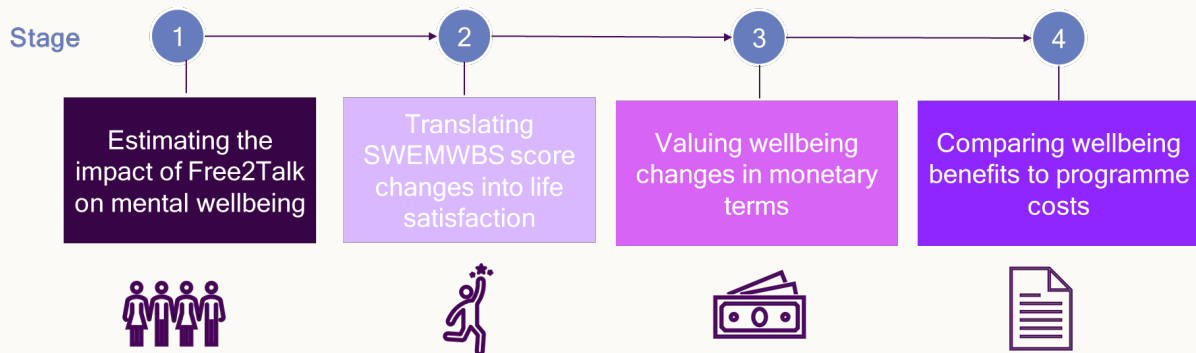 Stage
1
2
3
4
Estimating the
impact of Free2Talk
on mental wellbeing
Translating
SWEMWBS score
changes into life
satisfaction
Valuing wellbeing
changes in monetary
terms
Comparing wellbeing
benefits to programme
costs